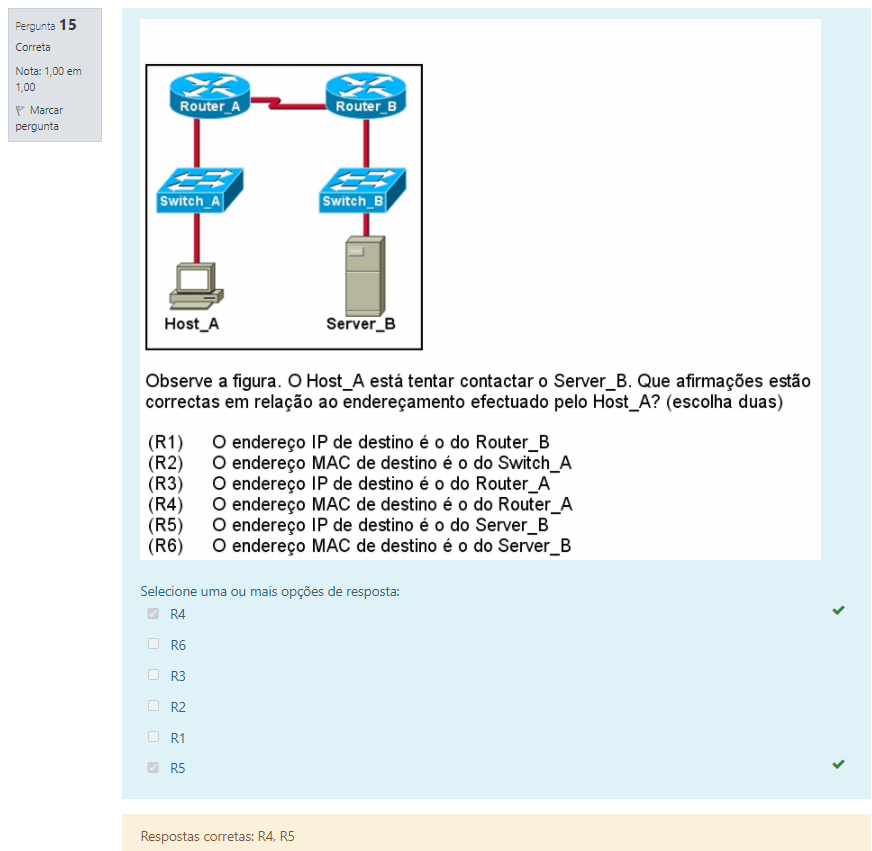 Pergunta 15
Correta
Nota: 1,00 em
1,00
Marcar
pergunta
Router_A
Router_B
Switch_A
Switch_B
Host_A
Server_B
Observe a figura. O Host_A está tentar contactar o Server_B. Que afirmações estão
correctas em relação ao endereçamento efectuado pelo Host_A? (escolha duas)
(R1) O endereço IP de destino é o do Router_B
(R2) O endereço MAC de destino é o do Switch_A
(R3) O endereço IP de destino é o do Router_A
(R4) O endereço MAC de destino é o do Router_A
(R5) O endereço IP de destino é o do Server_B
(R6) O endereço MAC de destino é o do Server_B
Selecione uma ou mais opções de resposta:
R4
R6
R3
R2
R1
R5
Respostas corretas: R4, R5